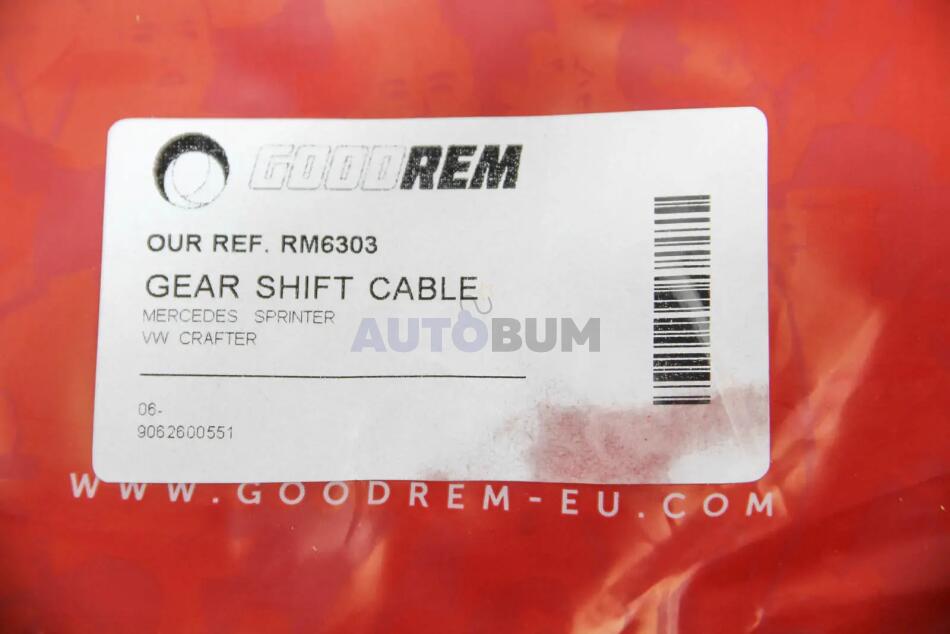 GOODREM
OUR REF. RM6303
GEAR SHIFT CABLE
MERCEDES SPRINTER
VW CRAFTER
AUTOBUM
06-
9062600551
WWW.GOODREM-EU.COM